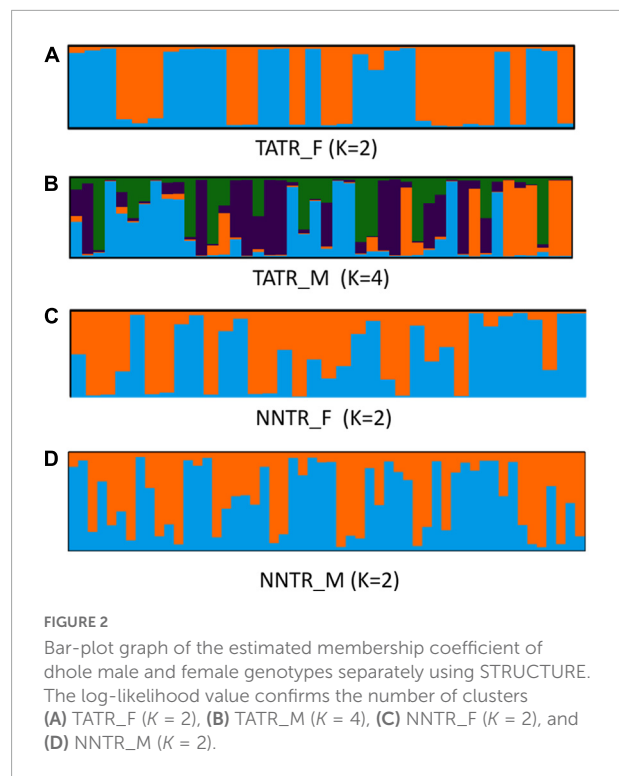 A
TATR_F (K=2)
B
TATR_M (K=4)
C
NNTR_F (K=2)
D
NNTR_M (K=2)
FIGURE 2
Bar-plot graph of the estimated membership coefficient of
dhole male and female genotypes separately using STRUCTURE.
The log-likelihood value confirms the number of clusters
(A) TATR_F (K = 2), (B) TATR_M (K = 4), (C) NNTR_F (K = 2), and
(D) NNTR_M (K = 2).